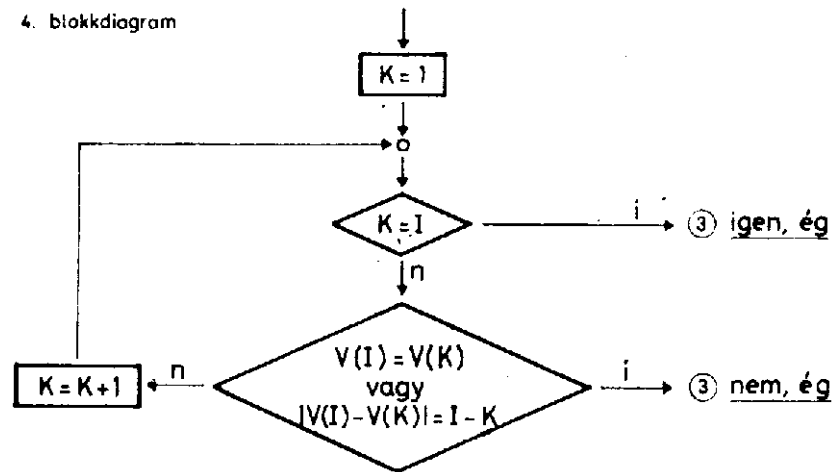 4. blokkdiagram
K = 1
K = I
i
③ igen, ég
n
V(I) = V(K)
vagy
|V(I) - V(K)| = I - K
n
K = K+1
i
③ nem, ég